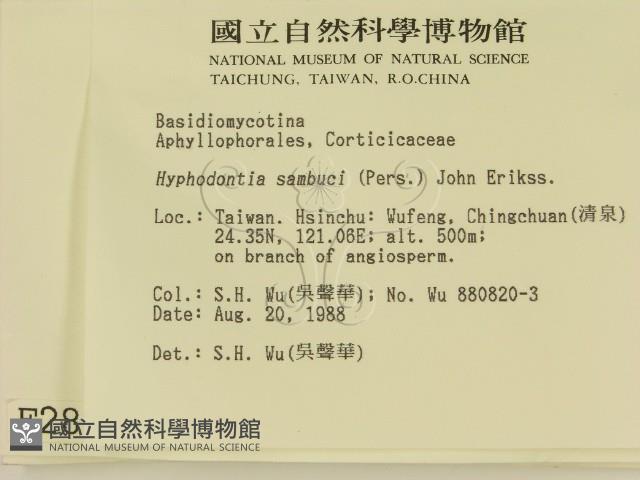 國立自然科學博物館
NATIONAL MUSEUM OF NATURAL SCIENCE
TAICHUNG, TAIWAN, R.O.CHINA
Basidiomycotina
Aphyllophorales, Corticicaceae
Hyphodontia sambuci (Pers.) John Erikss.
Loc.: Taiwan. Hsinchu: Wufeng, Chingchuan(清泉)
24.35N, 121.06E; alt. 500m;
on branch of angiosperm.
Col.: S.H. Wu(吳聲華); No. Wu 880820-3
Date: Aug. 20, 1988
Det.: S.H. Wu(吳聲華)
F28
國立自然科學博物館
NATIONAL MUSEUM OF NATURAL SCIENCE